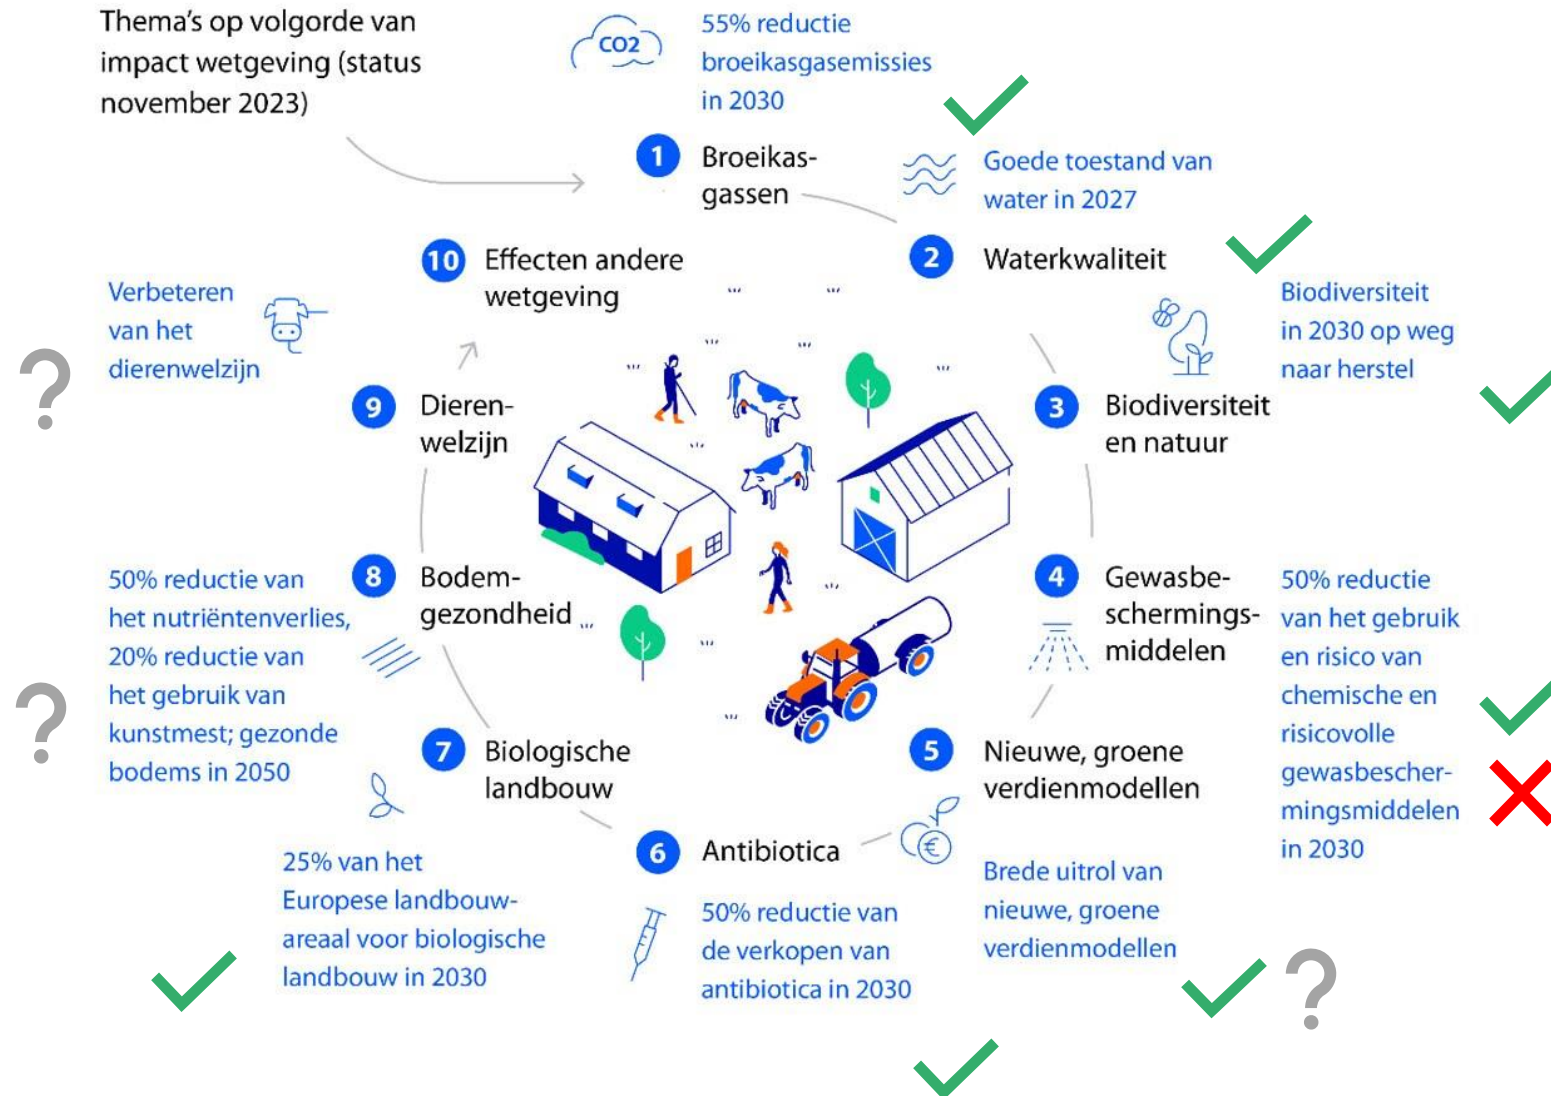 Thema's op volgorde van
impact wetgeving (status
november 2023)
CO2
55% reductie
broeikasgasemissies
in 2030
1
Broeikas-
gassen
Goede toestand van
water in 2027
2
Waterkwaliteit
Biodiversiteit
in 2030 op weg
naar herstel
3
Biodiversiteit
en natuur
4
Gewasbe-
schermings-
middelen
50% reductie
van het gebruik
en risico van
chemische en
risicovolle
gewasbescher-
mingsmiddelen
in 2030
5
Nieuwe, groene
verdienmodellen
€
Brede uitrol van
nieuwe, groene
verdienmodellen
?
6
Antibiotica
50% reductie van
de verkopen van
antibiotica in 2030
7
Biologische
landbouw
25% van het
Europese landbouw-
areaal voor biologische
landbouw in 2030
8
Bodem-
gezondheid
50% reductie van
het nutriëntenverlies,
20% reductie van
het gebruik van
kunstmest; gezonde
bodems in 2050
?
9
Dieren-
welzijn
Verbeteren
van het
dierenwelzijn
?
10
Effecten andere
wetgeving